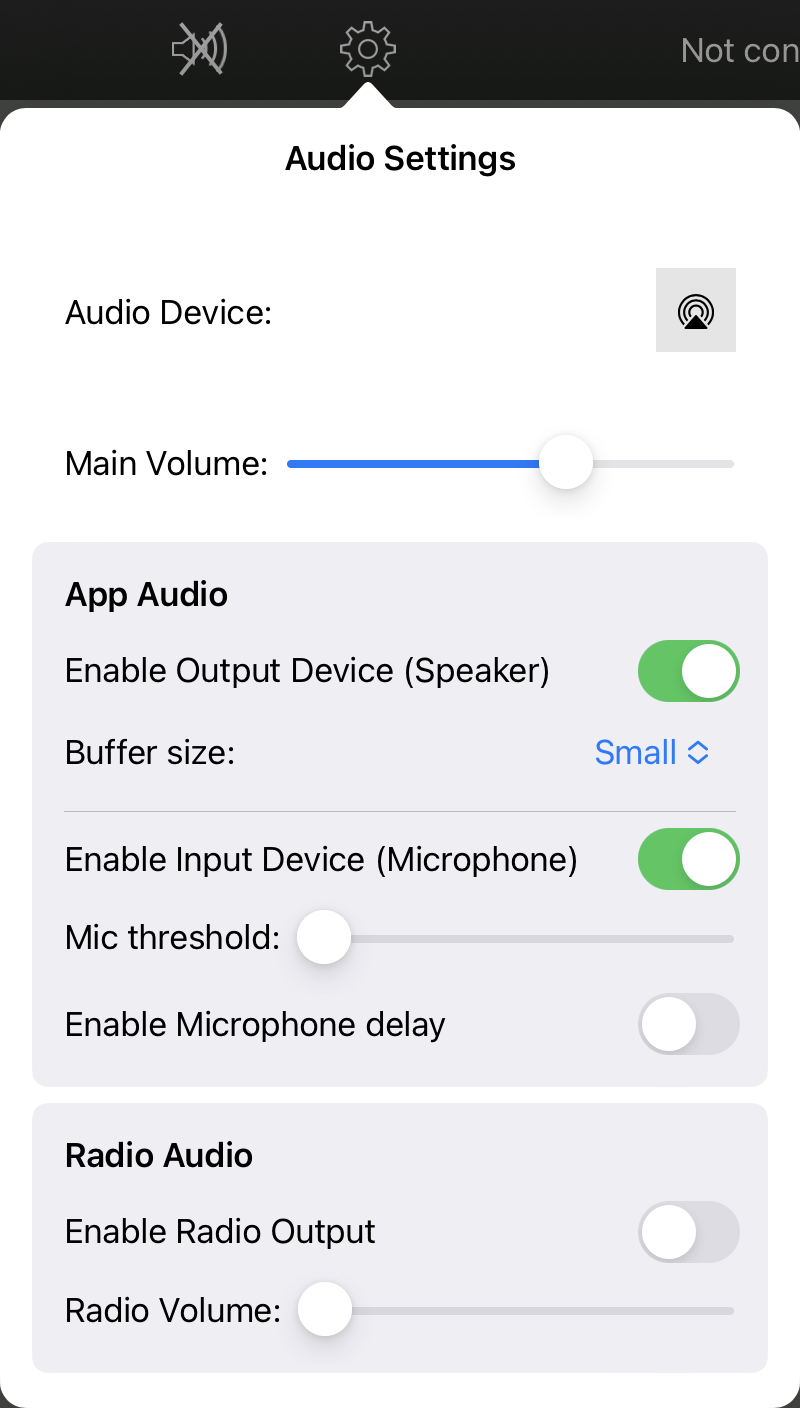 Not con
Audio Settings
Audio Device:
Main Volume:
App Audio
Enable Output Device (Speaker)
Buffer size: Small
Enable Input Device (Microphone)
Mic threshold:
Enable Microphone delay
Radio Audio
Enable Radio Output
Radio Volume: